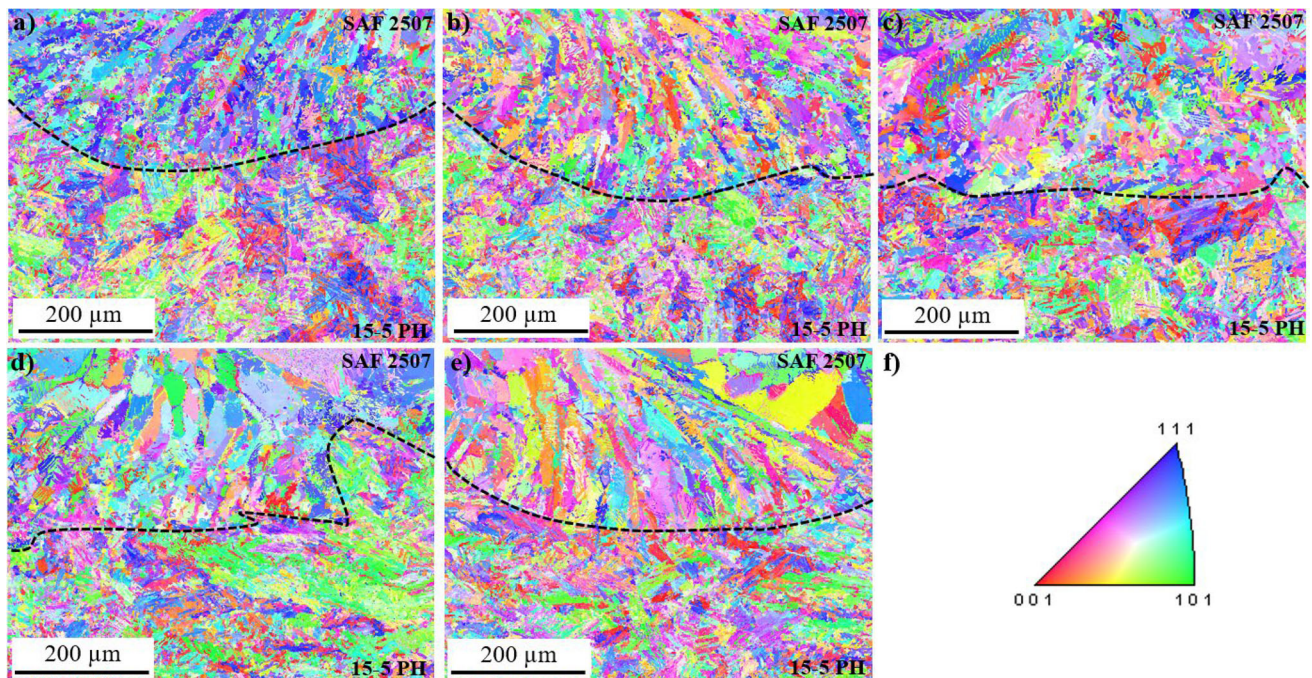 a) SAF 2507
200 µm
15-5 PH
b) SAF 2507
200 µm
15-5 PH
c) SAF 2507
200 µm
15-5 PH
d) SAF 2507
200 µm
15-5 PH
e) SAF 2507
200 µm
15-5 PH
f)
1 1 1
0 0 1
1 0 1